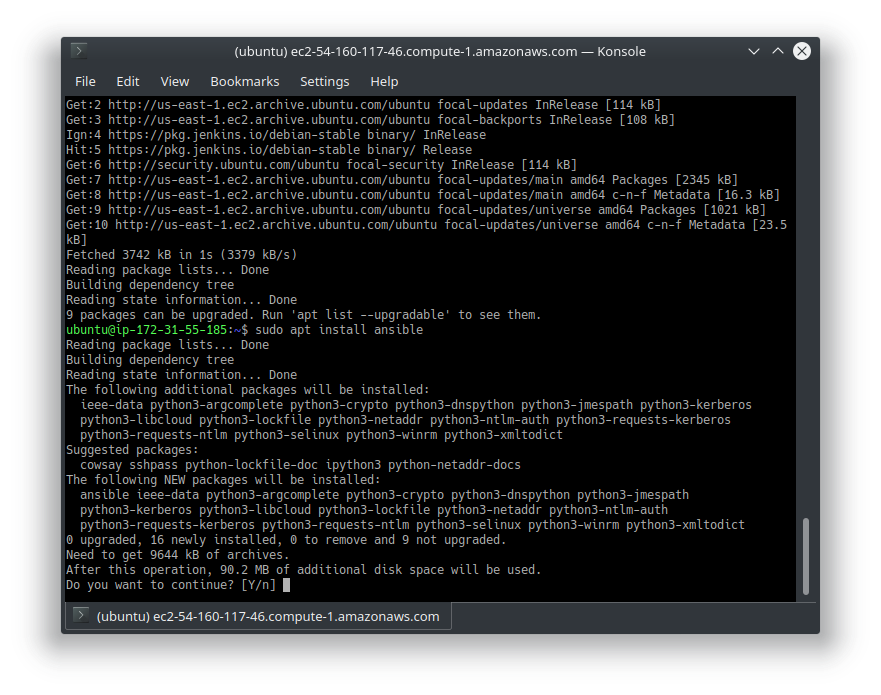 (ubuntu) ec2-54-160-117-46.compute-1.amazonaws.com — Konsole
File Edit View Bookmarks Settings Help
Get:2 http://us-east-1.ec2.archive.ubuntu.com/ubuntu focal-updates InRelease [114 kB]
Get:3 http://us-east-1.ec2.archive.ubuntu.com/ubuntu focal-backports InRelease [108 kB]
Ign:4 https://pkg.jenkins.io/debian-stable binary/ InRelease
Hit:5 https://pkg.jenkins.io/debian-stable binary/ Release
Get:6 http://security.ubuntu.com/ubuntu focal-security InRelease [114 kB]
Get:7 http://us-east-1.ec2.archive.ubuntu.com/ubuntu focal-updates/main amd64 Packages [2345 kB]
Get:8 http://us-east-1.ec2.archive.ubuntu.com/ubuntu focal-updates/main amd64 c-n-f Metadata [16.3 kB]
Get:9 http://us-east-1.ec2.archive.ubuntu.com/ubuntu focal-updates/universe amd64 Packages [1021 kB]
Get:10 http://us-east-1.ec2.archive.ubuntu.com/ubuntu focal-updates/universe amd64 c-n-f Metadata [23.5
kB]
Fetched 3742 kB in 1s (3379 kB/s)
Reading package lists... Done
Building dependency tree
Reading state information... Done
9 packages can be upgraded. Run 'apt list --upgradable' to see them.
ubuntu@ip-172-31-55-185:~$ sudo apt install ansible
Reading package lists... Done
Building dependency tree
Reading state information... Done
The following additional packages will be installed:
  ieee-data python3-argcomplete python3-crypto python3-dnspython python3-jmespath python3-kerberos
  python3-libcloud python3-lockfile python3-netaddr python3-ntlm-auth python3-requests-kerberos
  python3-requests-ntlm python3-selinux python3-winrm python3-xmltodict
Suggested packages:
  cowsay sshpass python-lockfile-doc ipython3 python-netaddr-docs
The following NEW packages will be installed:
  ansible ieee-data python3-argcomplete python3-crypto python3-dnspython python3-jmespath
  python3-kerberos python3-libcloud python3-lockfile python3-netaddr python3-ntlm-auth
  python3-requests-kerberos python3-requests-ntlm python3-selinux python3-winrm python3-xmltodict
0 upgraded, 16 newly installed, 0 to remove and 9 not upgraded.
Need to get 9644 kB of archives.
After this operation, 90.2 MB of additional disk space will be used.
Do you want to continue? [Y/n]
(ubuntu) ec2-54-160-117-46.compute-1.amazonaws.com